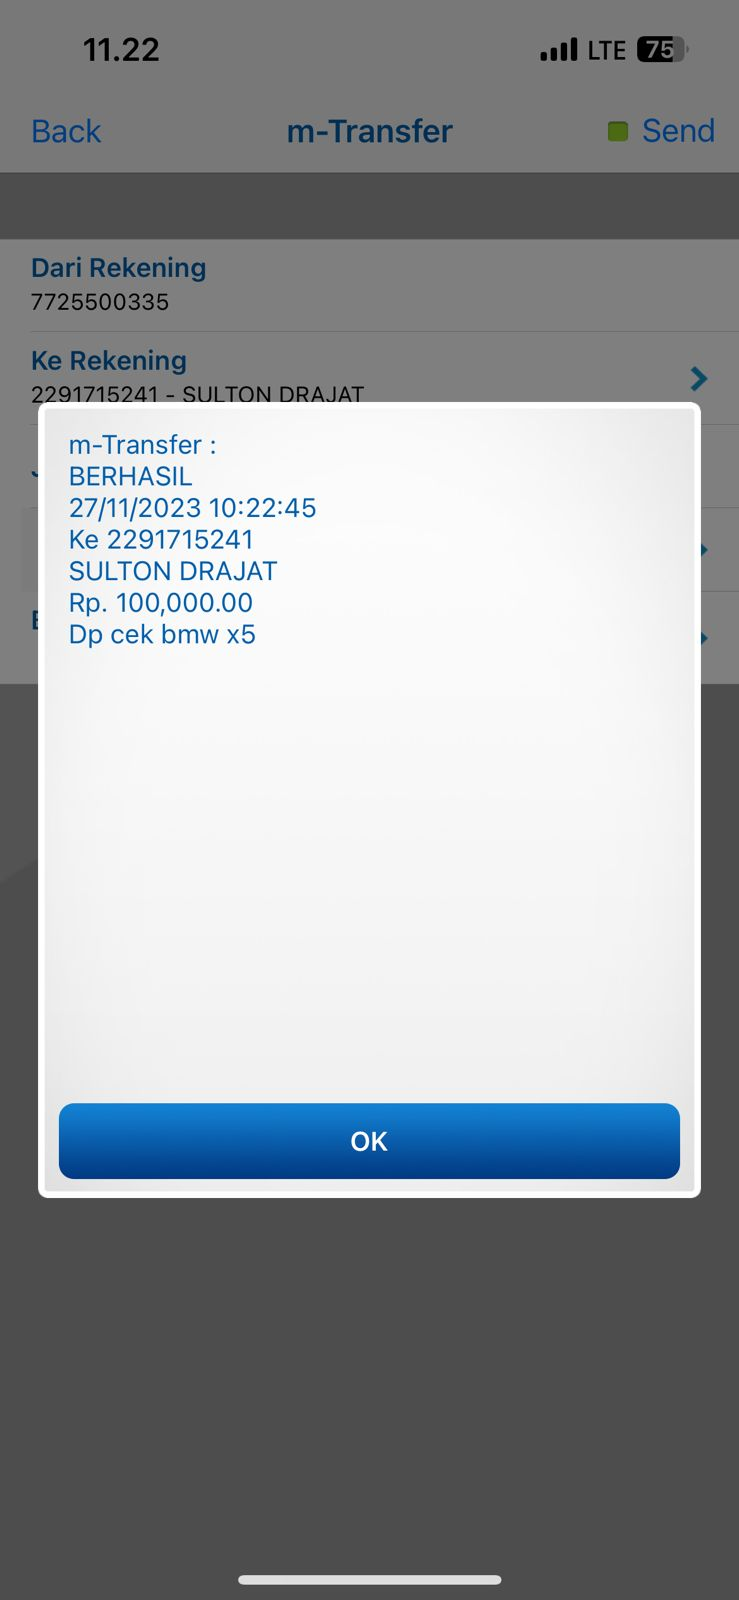 11.22
LTE 75
Back m-Transfer Send
Dari Rekening
7725500335
Ke Rekening
2291715241 - SULTON DRAJAT
m-Transfer :
BERHASIL
27/11/2023 10:22:45
Ke 2291715241
SULTON DRAJAT
Rp. 100,000.00
Dp cek bmw x5
OK